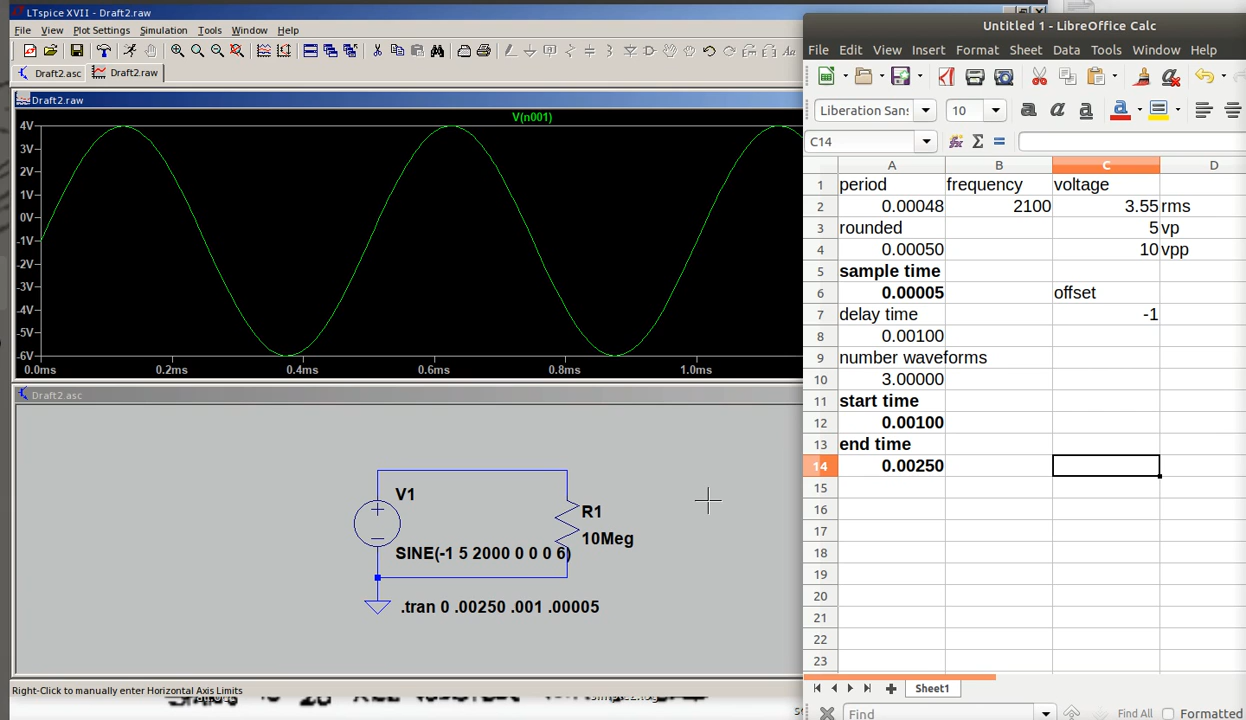 LTspice XVII - Draft2.raw
File View Plot Settings Simulation Tools Window Help
Draft2.asc Draft2.raw
Draft2.raw
V(n001)
4V
3V
2V
1V
0V
-1V
-2V
-3V
-4V
-5V
-6V
0.0ms 0.2ms 0.4ms 0.6ms 0.8ms 1.0ms
Draft2.asc
V1
R1
10Meg
SINE(-1 5 2000 0 0 0 6)
.tran 0 .00250 .001 .00005
Right-Click to manually enter Horizontal Axis Limits
Untitled 1 - LibreOffice Calc
File Edit View Insert Format Sheet Data Tools Window Help
Liberation Sans 10
C14
A B C D
1 period frequency voltage
2 0.00048 2100 3.55 rms
3 rounded 5 vp
4 0.00050 10 vpp
5 sample time
6 0.00005 offset
7 delay time -1
8 0.00100
9 number waveforms
10 3.00000
11 start time
12 0.00100
13 end time
14 0.00250
15
16
17
18
19
20
21
22
23
Sheet1
Find Find All Formatted